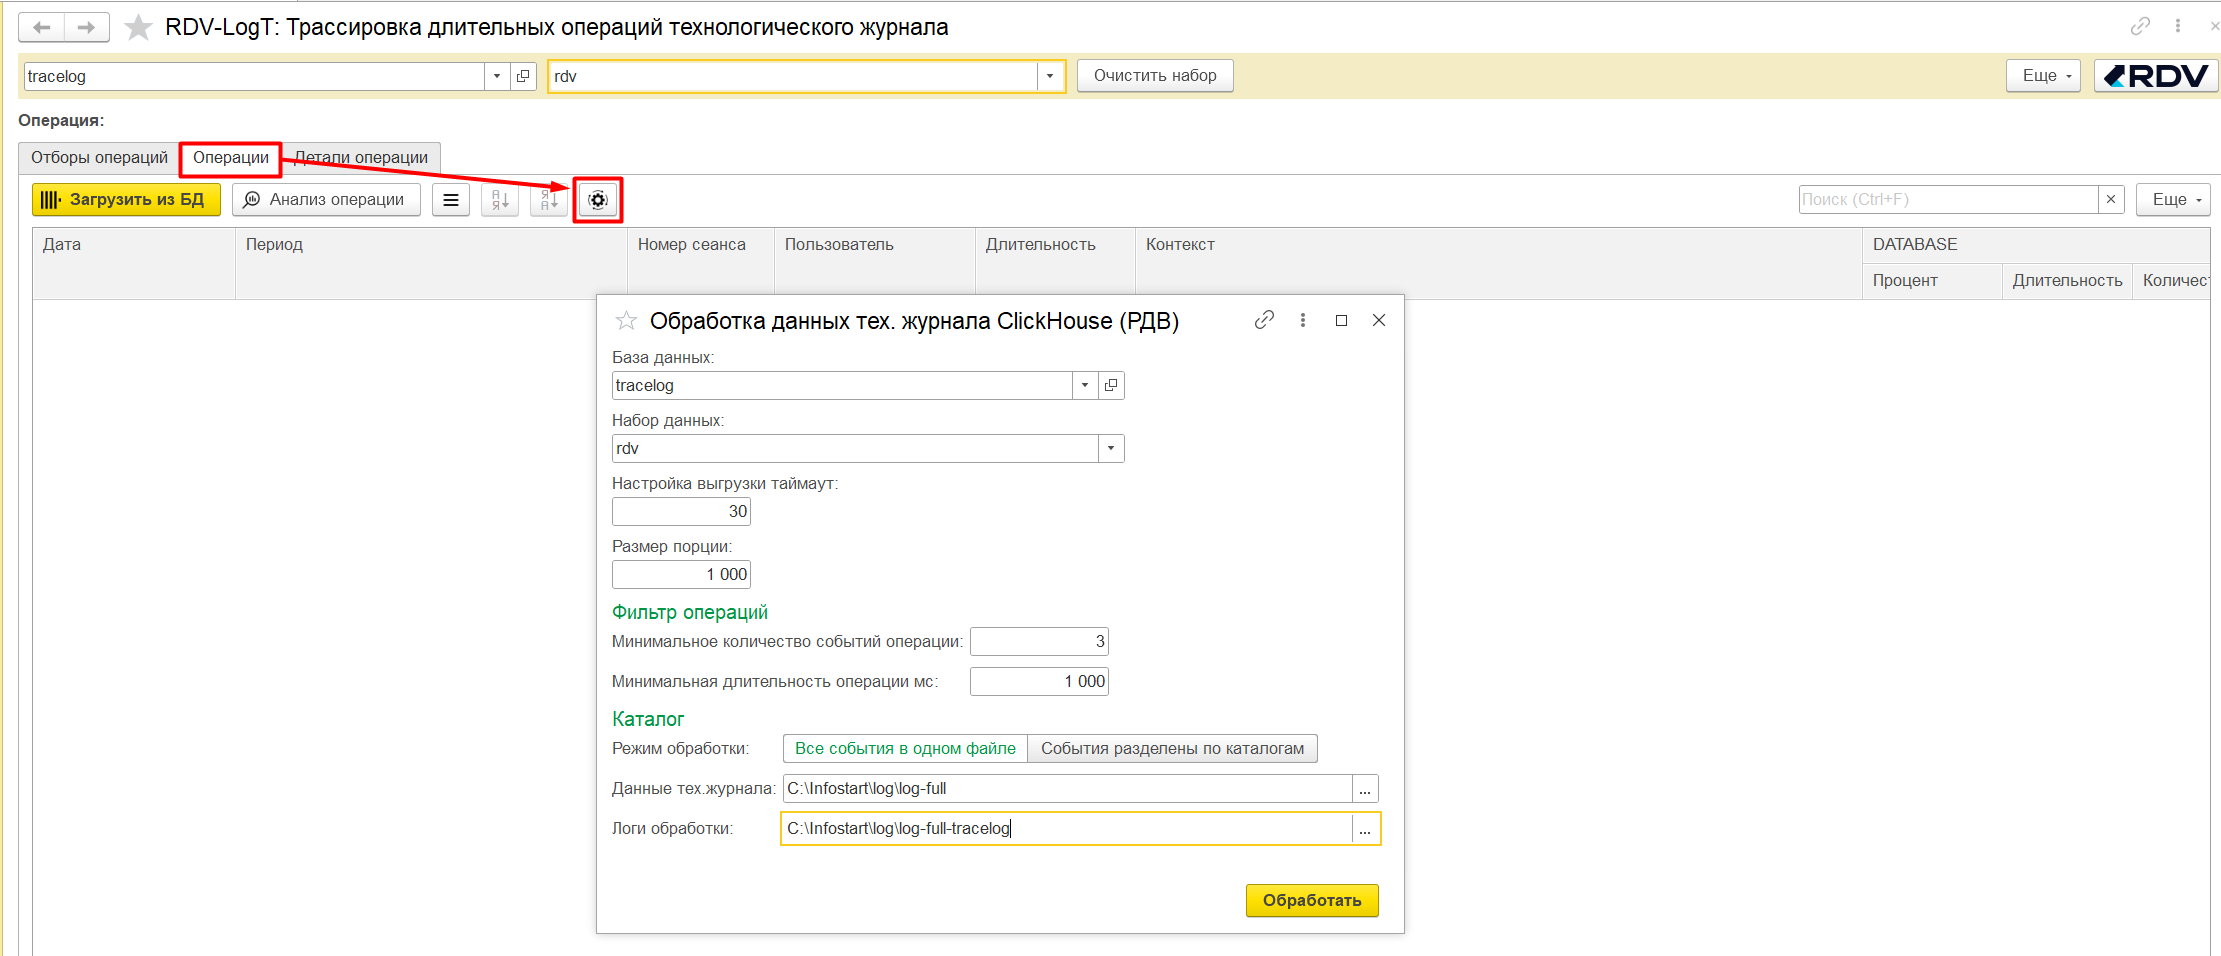 RDV-LogT: Трассировка длительных операций технологического журнала
tracelog
rdv
Очистить набор
Еще
RDV
Операция:
Отборы операций
Операции
Детали операции
Загрузить из БД
Анализ операции
Поиск (Ctrl+F)
Еще
Дата
Период
Номер сеанса
Пользователь
Длительность
Контекст
DATABASE
Процент
Длительность
Количест
Обработка данных тех. журнала ClickHouse (РДВ)
База данных:
tracelog
Набор данных:
rdv
Настройка выгрузки таймаут:
30
Размер порции:
1 000
Фильтр операций
Минимальное количество событий операции:
3
Минимальная длительность операции мс:
1 000
Каталог
Режим обработки:
Все события в одном файле
События разделены по каталогам
Данные тех.журнала:
C:\Infostart\log\log-full
...
Логи обработки:
C:\Infostart\log\log-full-tracelog
...
Обработать